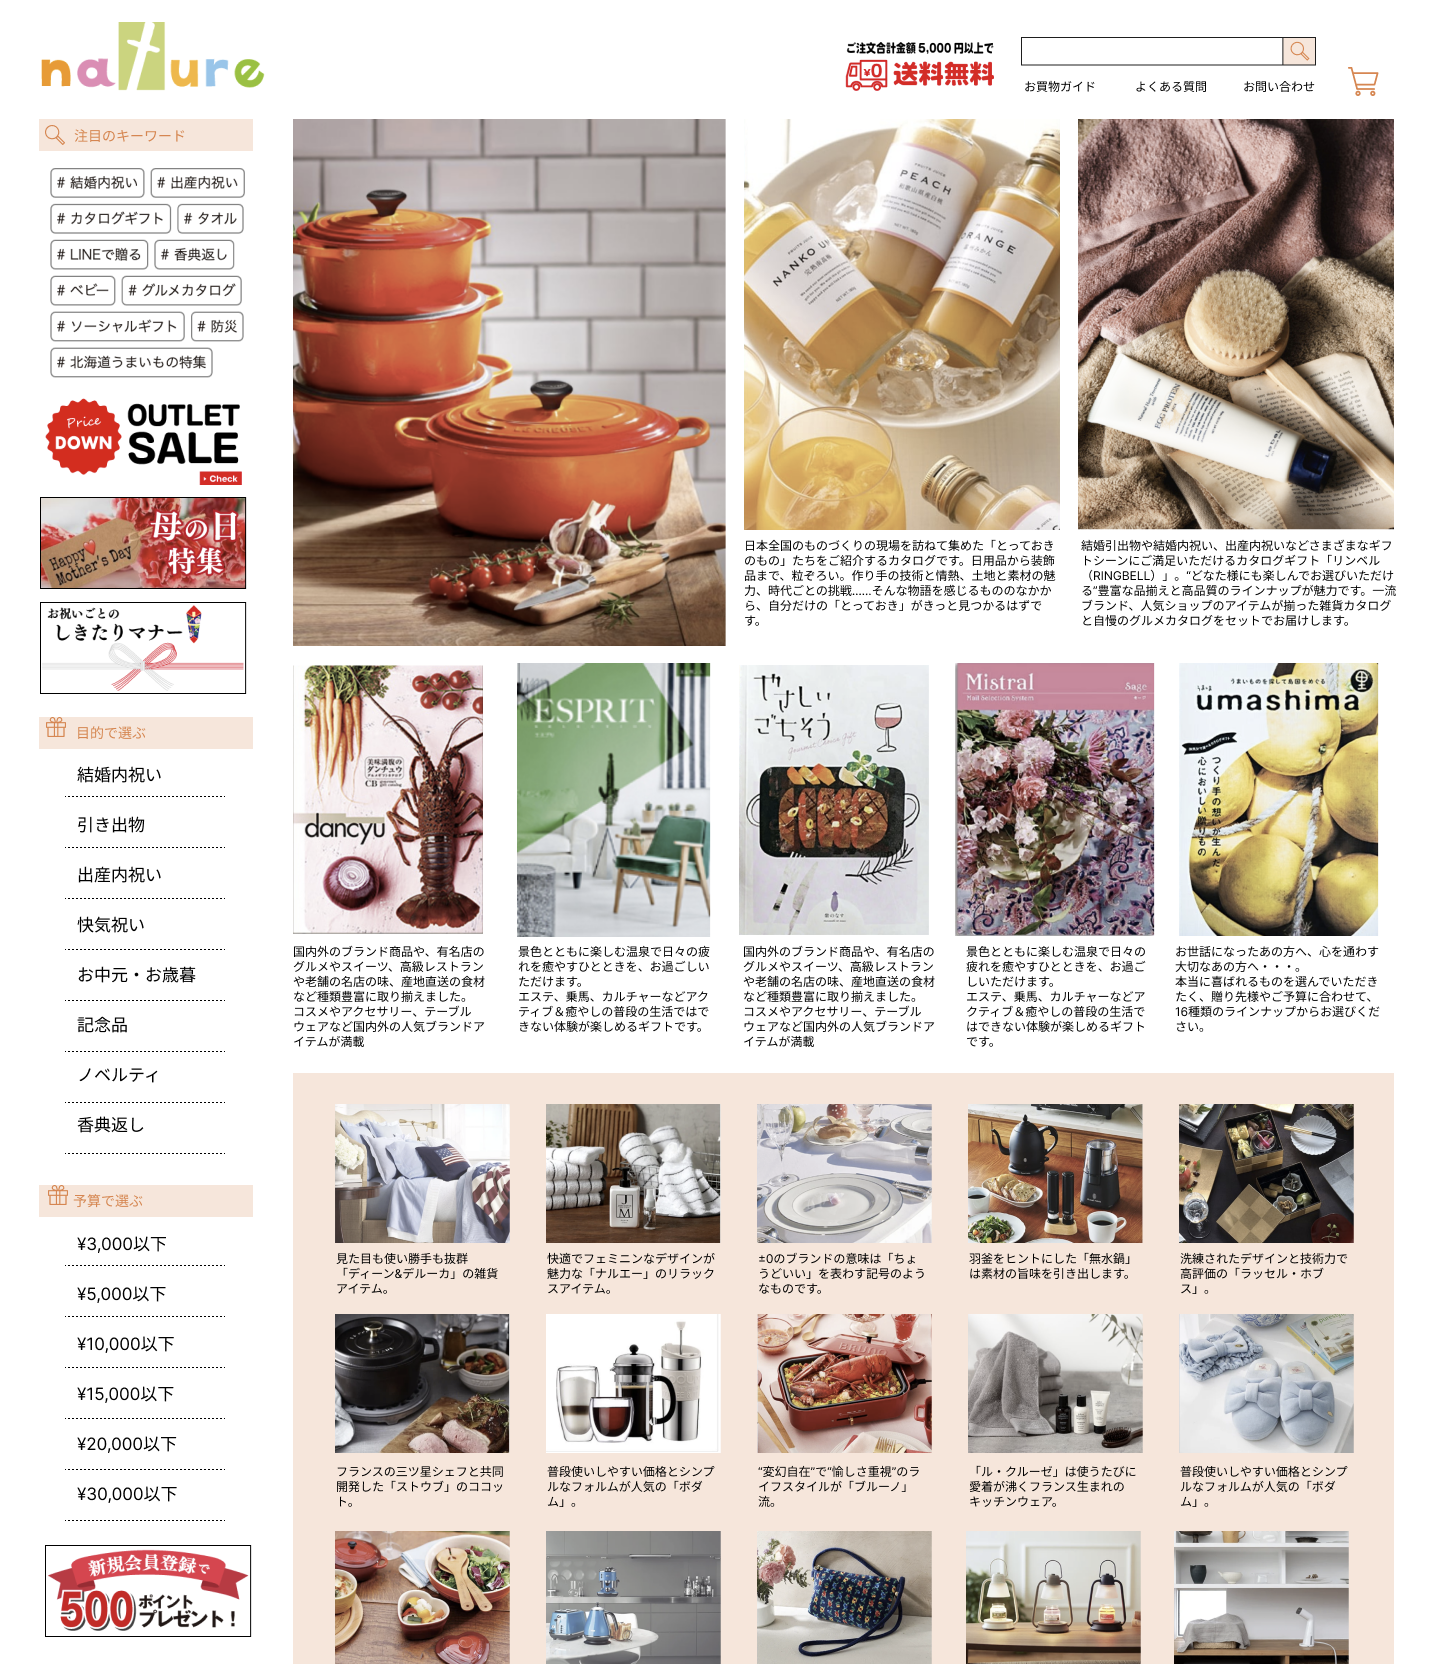 nature
ご注文合計金額 5,000 円以上で
¥0 送料無料
お買物ガイド
よくある質問
お問い合わせ
注目のキーワード
# 結婚内祝い
# 出産内祝い
# カタログギフト
# タオル
# LINEで贈る
# 香典返し
# ベビー
# グルメカタログ
# ソーシャルギフト
# 防災
# 北海道うまいもの特集
Price
DOWN
OUTLET
SALE
Check
Happy
Mother's Day
母の日
特集
お祝いごとの
しきたりマナー
目的で選ぶ
結婚内祝い
引き出物
出産内祝い
快気祝い
お中元・お歳暮
記念品
ノベルティ
香典返し
予算で選ぶ
¥3,000以下
¥5,000以下
¥10,000以下
¥15,000以下
¥20,000以下
¥30,000以下
新規会員登録で
500ポイント
プレゼント！
PEACH
NANKO UME
ORANGE
EGG PROTEIN
日本全国のものづくりの現場を訪ねて集めた「とっておき
のもの」たちをご紹介するカタログです。日用品から装飾
品まで、粒ぞろい。作り手の技術と情熱、土地と素材の魅
力、時代ごとの挑戦……そんな物語を感じるもののなかか
ら、自分だけの「とっておき」がきっと見つかるはずで
す。
結婚引出物や結婚内祝い、出産内祝いなどさまざまなギフ
トシーンにご満足いただけるカタログギフト「リンベル
（RINGBELL）」。“どなた様にも楽しんでお選びいただけ
る”豊富な品揃えと高品質のラインナップが魅力です。一流
ブランド、人気ショップのアイテムが揃った雑貨カタログ
と自慢のグルメカタログをセットでお届けします。
美味満腹の
ダンチュウ
CB
dancyu
ESPRIT
やさしい
ごちそう
Gourmet Choice Gift
Mistral
Mail Selection System
Sage
うまいものを探して島国をめぐる
umashima
つくり手の想いが生んだ
心においしい贈りもの
国内外のブランド商品や、有名店の
グルメやスイーツ、高級レストラン
や老舗の名店の味、産地直送の食材
など種類豊富に取り揃えました。
コスメやアクセサリー、テーブル
ウェアなど国内外の人気ブランドア
イテムが満載
景色とともに楽しむ温泉で日々の疲
れを癒やすひとときを、お過ごしい
ただけます。
エステ、乗馬、カルチャーなどアク
ティブ＆癒やしの普段の生活ではで
きない体験が楽しめるギフトです。
国内外のブランド商品や、有名店の
グルメやスイーツ、高級レストラン
や老舗の名店の味、産地直送の食材
など種類豊富に取り揃えました。
コスメやアクセサリー、テーブル
ウェアなど国内外の人気ブランドア
イテムが満載
景色とともに楽しむ温泉で日々の
疲れを癒やすひとときを、お過ご
しいただけます。
エステ、乗馬、カルチャーなどア
クティブ＆癒やしの普段の生活で
はできない体験が楽しめるギフト
です。
お世話になったあの方へ、心を通わす
大切なあの方へ・・・。
本当に喜ばれるものを選んでいただき
たく、贈り先様やご予算に合わせて、
16種類のラインナップからお選びくだ
さい。
見た目も使い勝手も抜群
「ディーン&デルーカ」の雑貨
アイテム。
快適でフェミニンなデザインが
魅力な「ナルエー」のリラック
スアイテム。
±0のブランドの意味は「ちょ
うどいい」を表わす記号のよう
なものです。
羽釜をヒントにした「無水鍋」
は素材の旨味を引き出します。
洗練されたデザインと技術力で
高評価の「ラッセル・ホブ
ス」。
フランスの三ツ星シェフと共同
開発した「ストウブ」のココッ
ト。
普段使いしやすい価格とシンプ
ルなフォルムが人気の「ボダ
ム」。
“変幻自在”で“愉しさ重視”のラ
イフスタイルが「ブルーノ」
流。
「ル・クルーゼ」は使うたびに
愛着が沸くフランス生まれの
キッチンウェア。
普段使いしやすい価格とシンプ
ルなフォルムが人気の「ボダ
ム」。